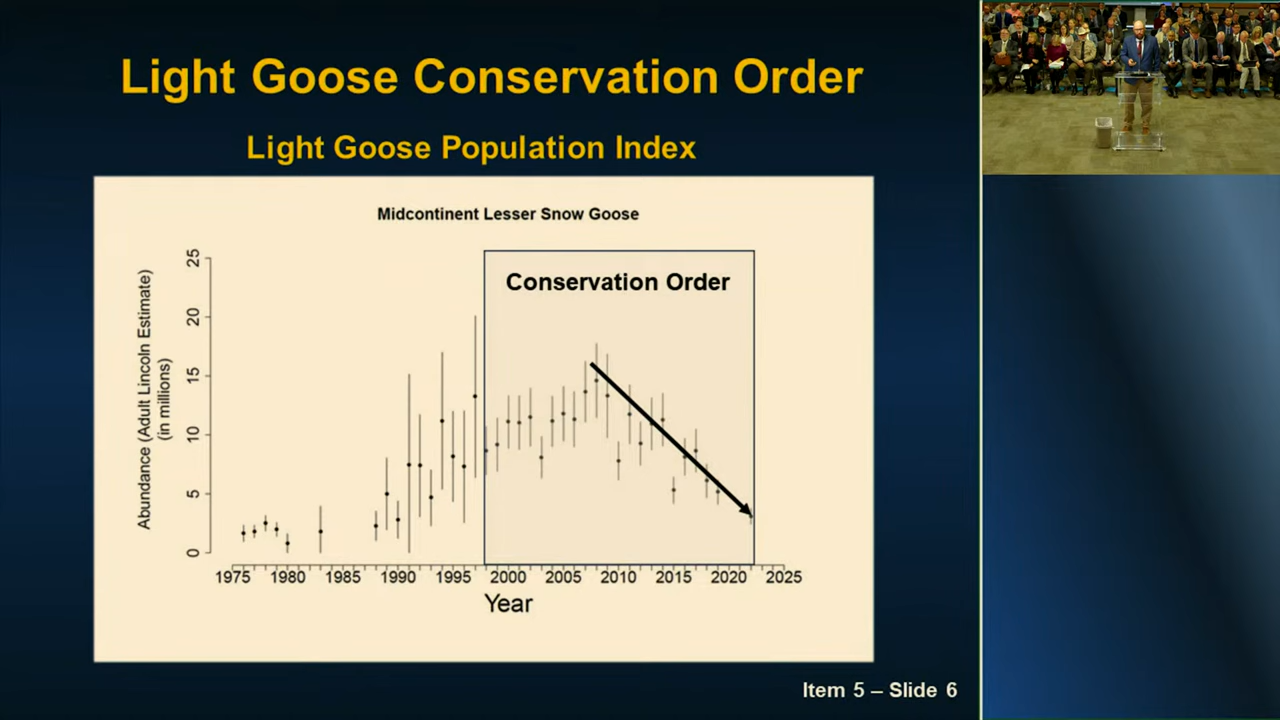 Light Goose Conservation Order
Light Goose Population Index
Midcontinent Lesser Snow Goose
Conservation Order
Abundance (Adult Lincoln Estimate)
(in millions)
25
20
15
10
5
0
1975 1980 1985 1990 1995 2000 2005 2010 2015 2020 2025
Year
Item 5 – Slide 6